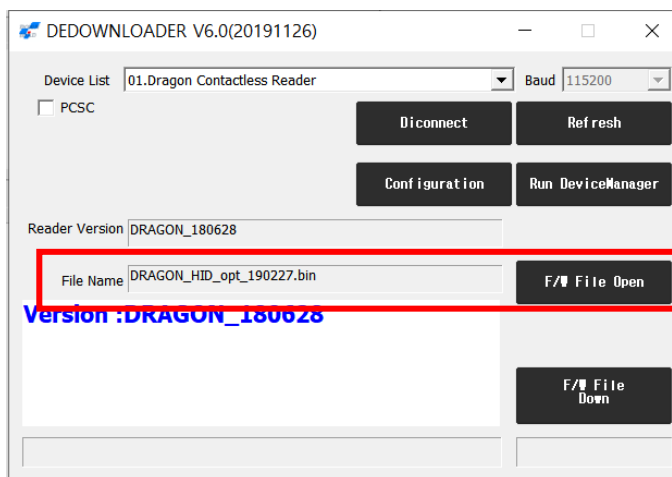 DEDOWNLOADER V6.0(20191126)
Device List 01.Dragon Contactless Reader Baud 115200
PCSC
Diconnect Refresh
Configuration Run DeviceManager
Reader Version DRAGON_180628
File Name DRAGON_HID_opt_190227.bin F/W File Open
Version :DRAGON_180628
F/W File
Down